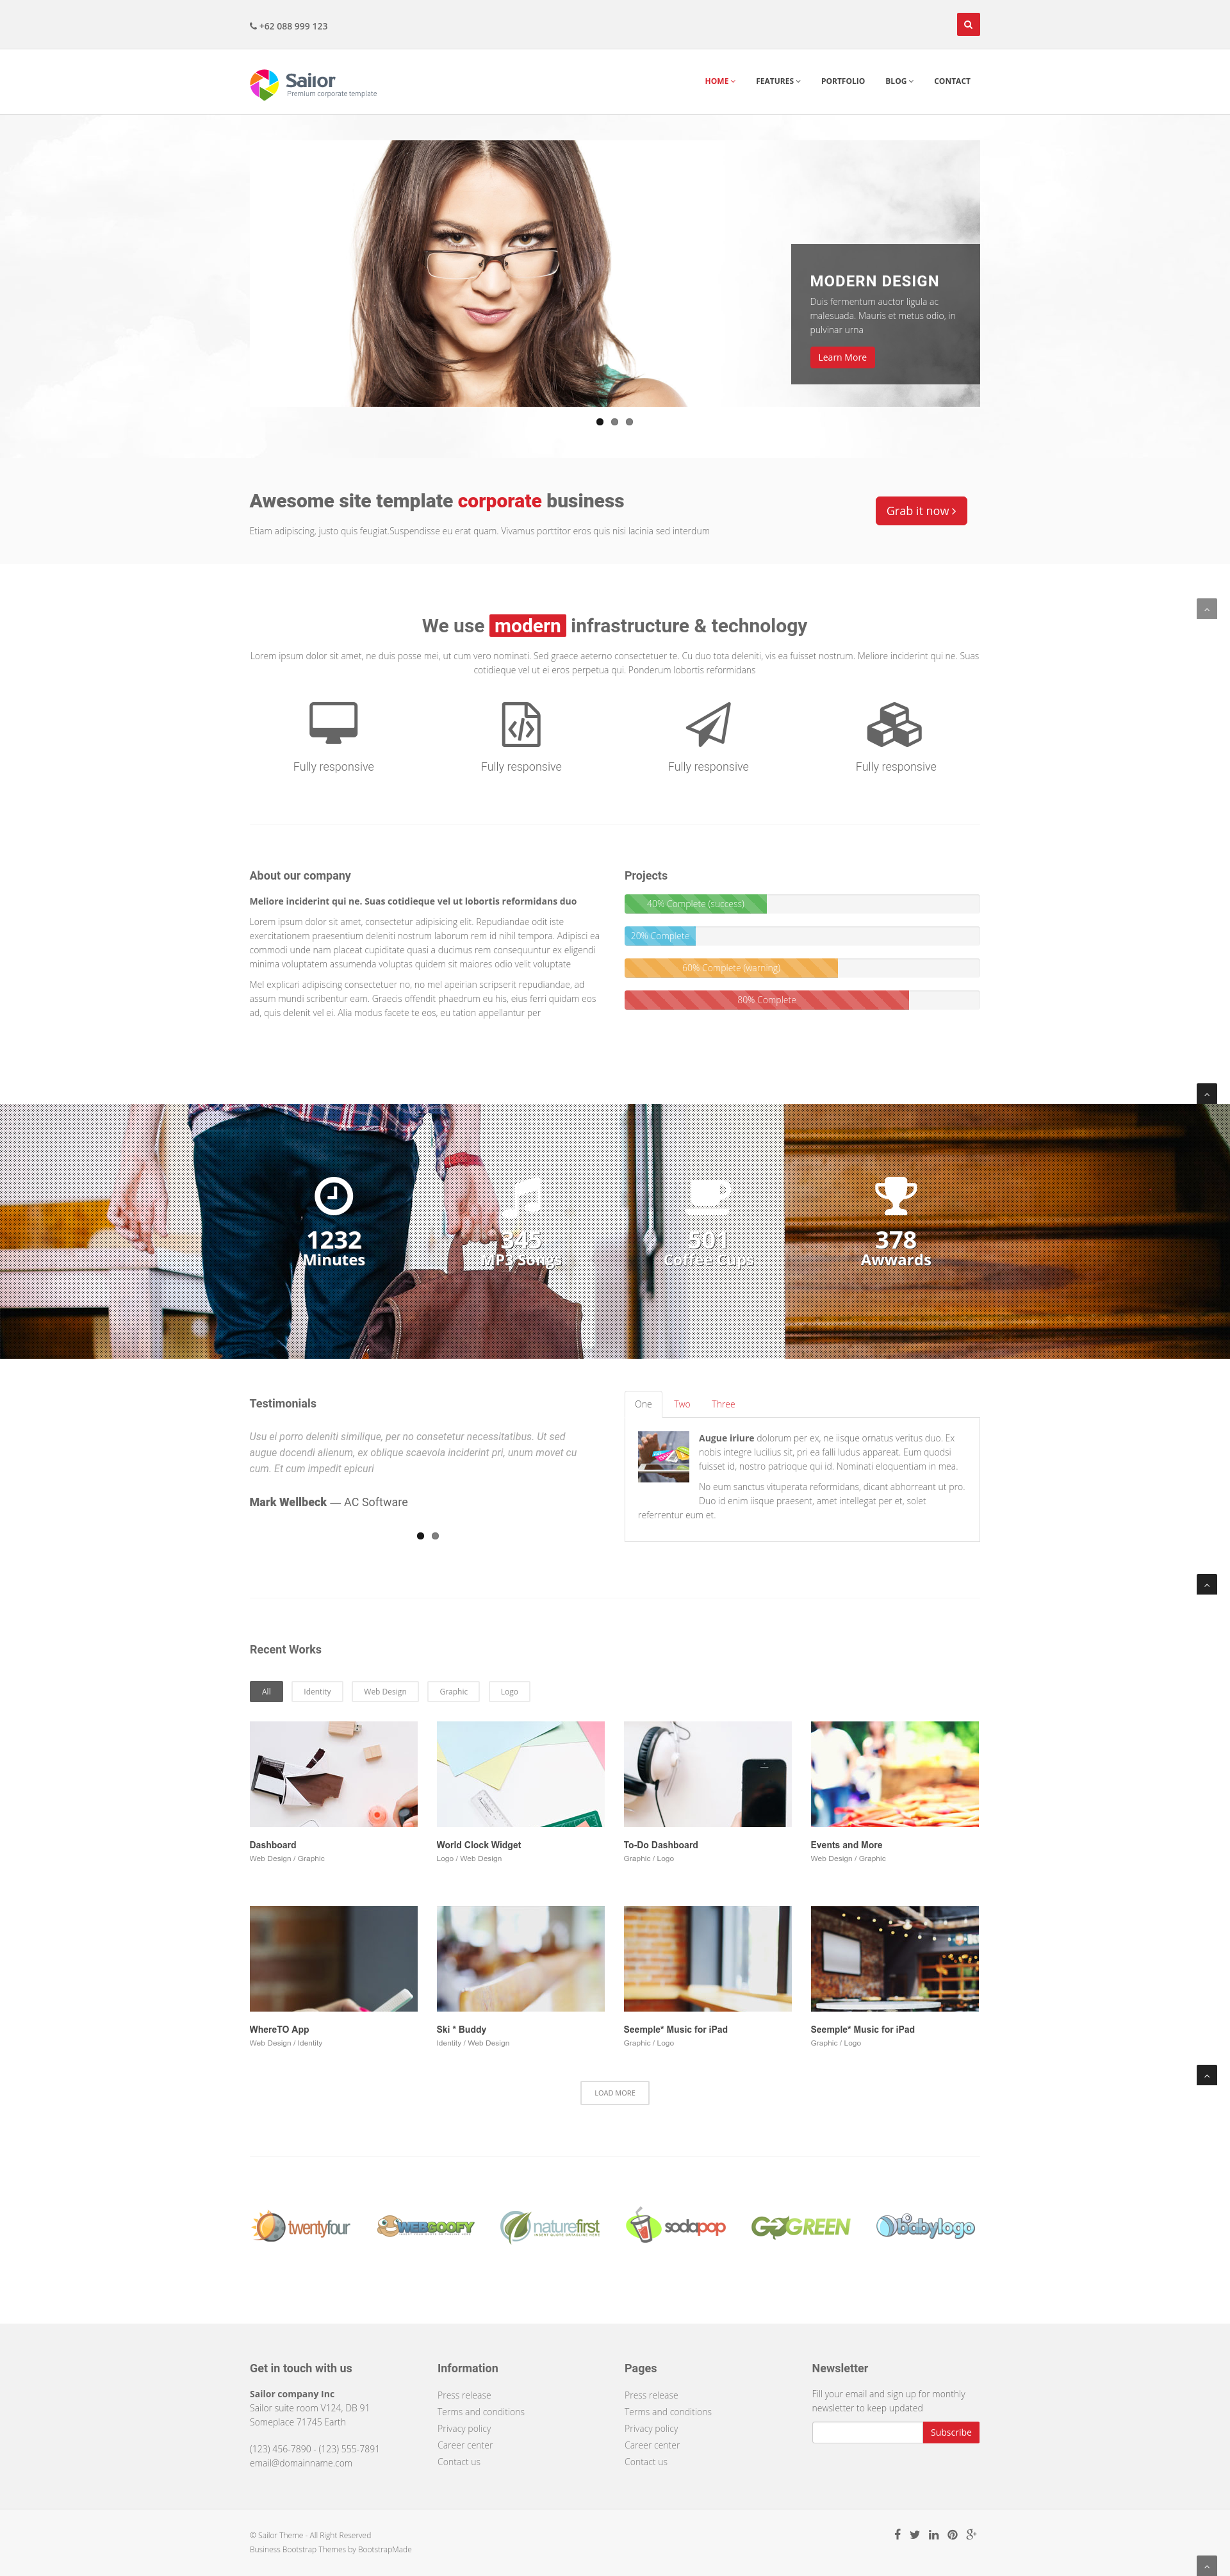 +62 088 999 123
Sailor
Premium corporate template
HOME
FEATURES
PORTFOLIO
BLOG
CONTACT
MODERN DESIGN
Duis fermentum auctor ligula ac
malesuada. Mauris et metus odio, in
pulvinar urna
Learn More
Awesome site template corporate business
Etiam adipiscing, justo quis feugiat.Suspendisse eu erat quam. Vivamus porttitor eros quis nisi lacinia sed interdum
Grab it now
We use modern infrastructure & technology
Lorem ipsum dolor sit amet, ne duis posse mei, ut cum vero nominati. Sed graece aeterno consectetuer te. Cu duo tota deleniti, vis ea fuisset nostrum. Meliore inciderint qui ne. Suas
cotidieque vel ut ei eros perpetua qui. Ponderum lobortis reformidans
Fully responsive
Fully responsive
Fully responsive
Fully responsive
About our company
Meliore inciderint qui ne. Suas cotidieque vel ut lobortis reformidans duo
Lorem ipsum dolor sit amet, consectetur adipisicing elit. Repudiandae odit iste
exercitationem praesentium deleniti nostrum laborum rem id nihil tempora. Adipisci ea
commodi unde nam placeat cupiditate quasi a ducimus rem consequuntur ex eligendi
minima voluptatem assumenda voluptas quidem sit maiores odio velit voluptate
Mel explicari adipiscing consectetuer no, no mel apeirian scripserit repudiandae, ad
assum mundi scribentur eam. Graecis offendit phaedrum eu his, eius ferri quidam eos
ad, quis delenit vel ei. Alia modus facete te eos, eu tation appellantur per
Projects
40% Complete (success)
20% Complete
60% Complete (warning)
80% Complete
1232
Minutes
345
MP3 Songs
501
Coffee Cups
378
Awwards
Testimonials
Usu ei porro deleniti similique, per no consetetur necessitatibus. Ut sed
augue docendi alienum, ex oblique scaevola inciderint pri, unum movet cu
cum. Et cum impedit epicuri
Mark Wellbeck — AC Software
One
Two
Three
Augue iriure dolorum per ex, ne iisque ornatus veritus duo. Ex
nobis integre lucilius sit, pri ea falli ludus appareat. Eum quodsi
fuisset id, nostro patrioque qui id. Nominati eloquentiam in mea.
No eum sanctus vituperata reformidans, dicant abhorreant ut pro.
Duo id enim iisque praesent, amet intellegat per et, solet
referrentur eum et.
Recent Works
All
Identity
Web Design
Graphic
Logo
Dashboard
Web Design / Graphic
World Clock Widget
Logo / Web Design
To-Do Dashboard
Graphic / Logo
Events and More
Web Design / Graphic
WhereTO App
Web Design / Identity
Ski * Buddy
Identity / Web Design
Seemple* Music for iPad
Graphic / Logo
Seemple* Music for iPad
Graphic / Logo
LOAD MORE
twentyfour
WEBGOOFY
naturefirst
sodapop
GOGREEN
babylogo
Get in touch with us
Sailor company Inc
Sailor suite room V124, DB 91
Someplace 71745 Earth
(123) 456-7890 - (123) 555-7891
email@domainname.com
Information
Press release
Terms and conditions
Privacy policy
Career center
Contact us
Pages
Press release
Terms and conditions
Privacy policy
Career center
Contact us
Newsletter
Fill your email and sign up for monthly
newsletter to keep updated
Subscribe
© Sailor Theme - All Right Reserved
Business Bootstrap Themes by BootstrapMade